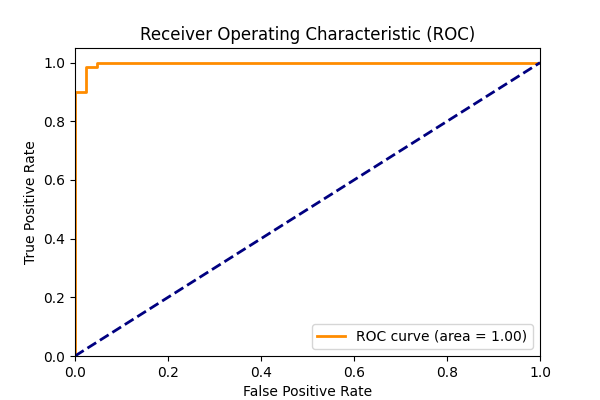 Receiver Operating Characteristic (ROC)
True Positive Rate
1.0
0.8
0.6
0.4
0.2
0.0
ROC curve (area = 1.00)
0.0 0.2 0.4 0.6 0.8 1.0
False Positive Rate